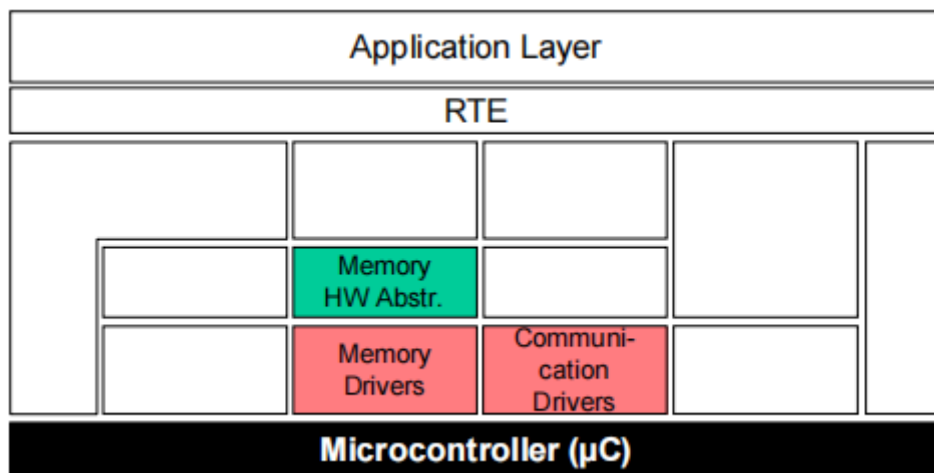 Application Layer
RTE
Memory
HW Abstr.
Memory
Drivers
Communi-
cation
Drivers
Microcontroller (µC)